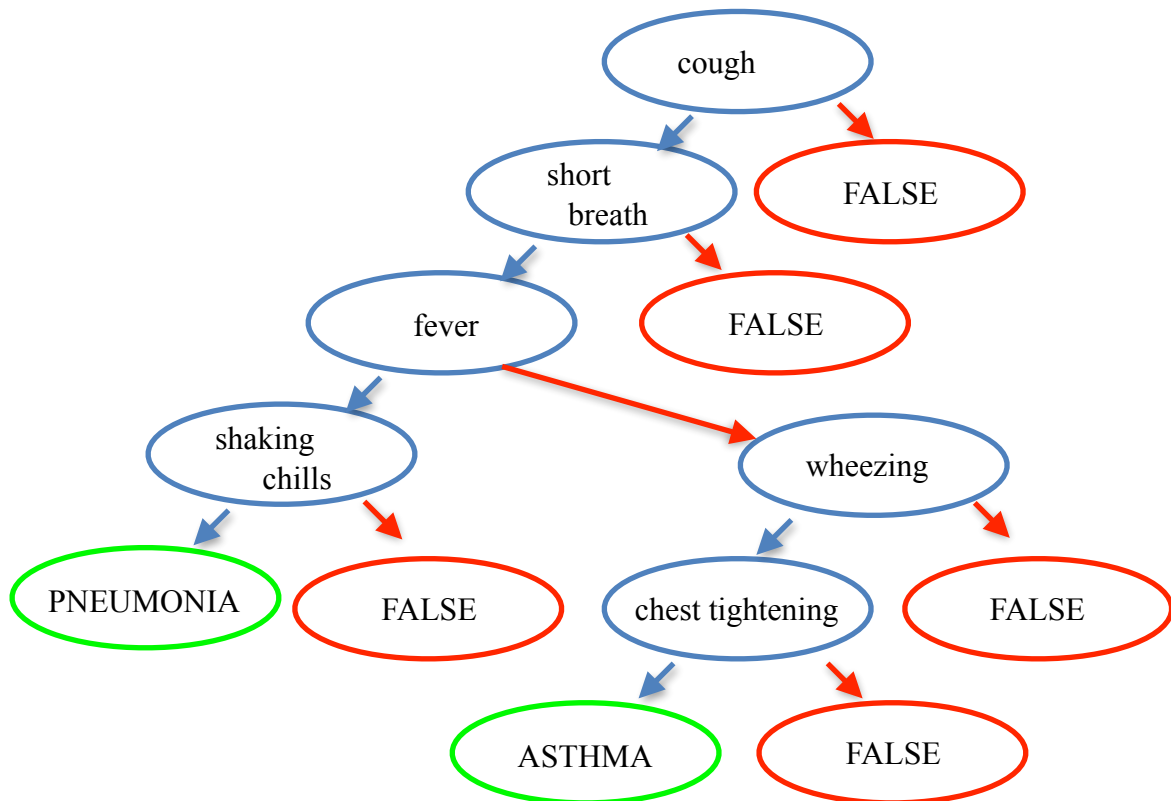 cough
short
breath
FALSE
fever
FALSE
shaking
chills
wheezing
PNEUMONIA
FALSE
chest tightening
FALSE
ASTHMA
FALSE